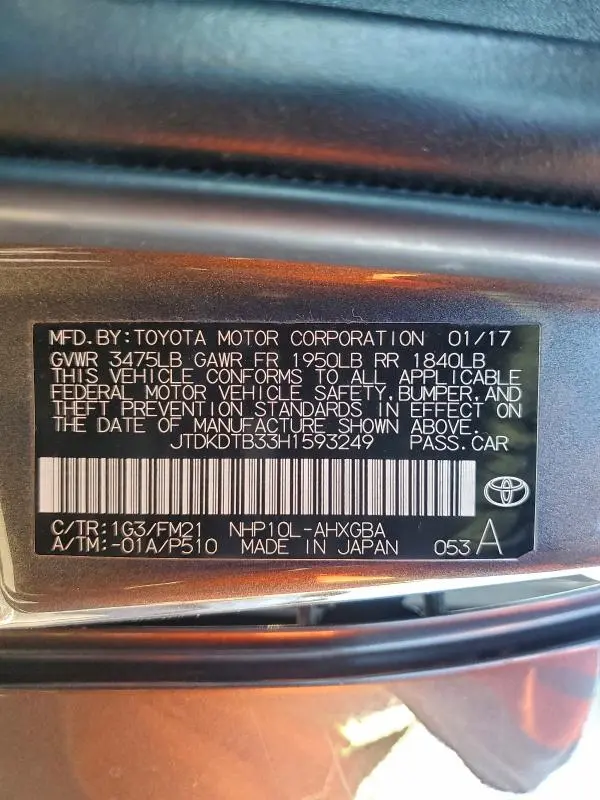 MFD.BY:TOYOTA MOTOR CORPORATION 01/17
GVWR 3475LB GAWR FR 1950LB RR 1840LB
THIS VEHICLE CONFORMS TO ALL APPLICABLE
FEDERAL MOTOR VEHICLE SAFETY,BUMPER,AND
THEFT PREVENTION STANDARDS IN EFFECT ON
THE DATE OF MANUFACTURE SHOWN ABOVE.
JTDKDTB33H1593249 PASS.CAR
C/TR:1G3/FM21 NHP10L-AHXGBA
A/TM:-01A/P510 MADE IN JAPAN 053 A